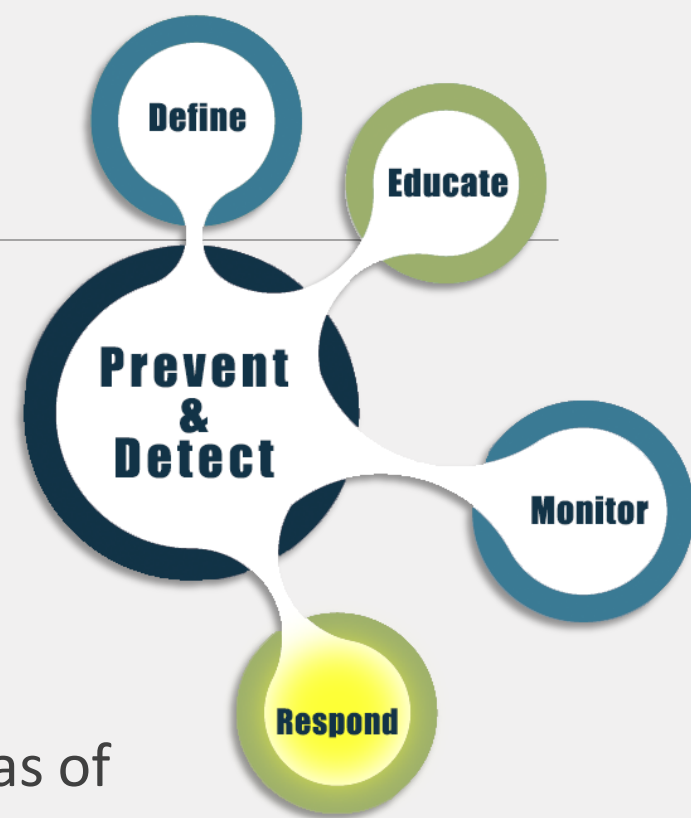 Define
Educate
Prevent
&
Detect
Monitor
Respond
as of